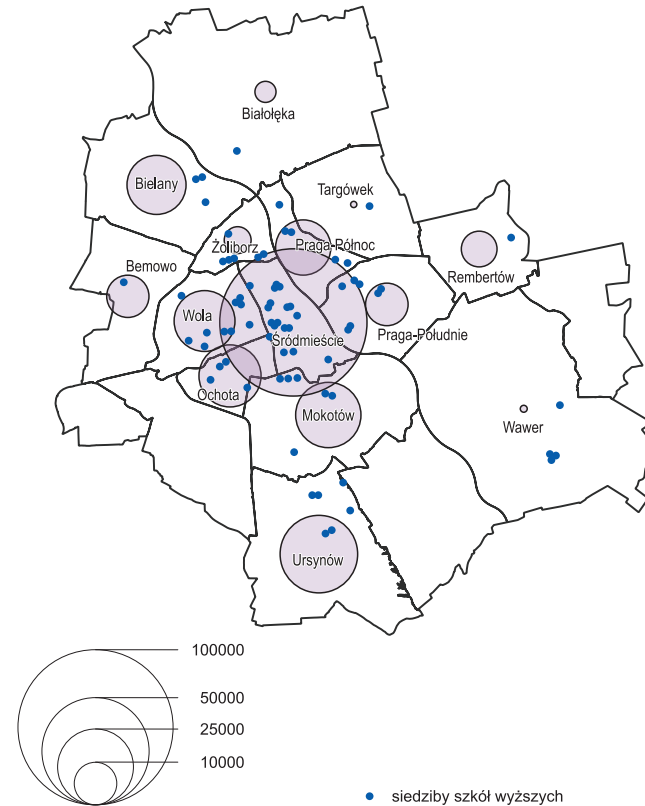 Białołęka
Bielany
Targówek
Żoliborz
Praga-Północ
Rembertów
Bemowo
Wola
Praga-Południe
Śródmieście
Ochota
Mokotów
Wawer
Ursynów
100000
50000
25000
10000
siedziby szkół wyższych